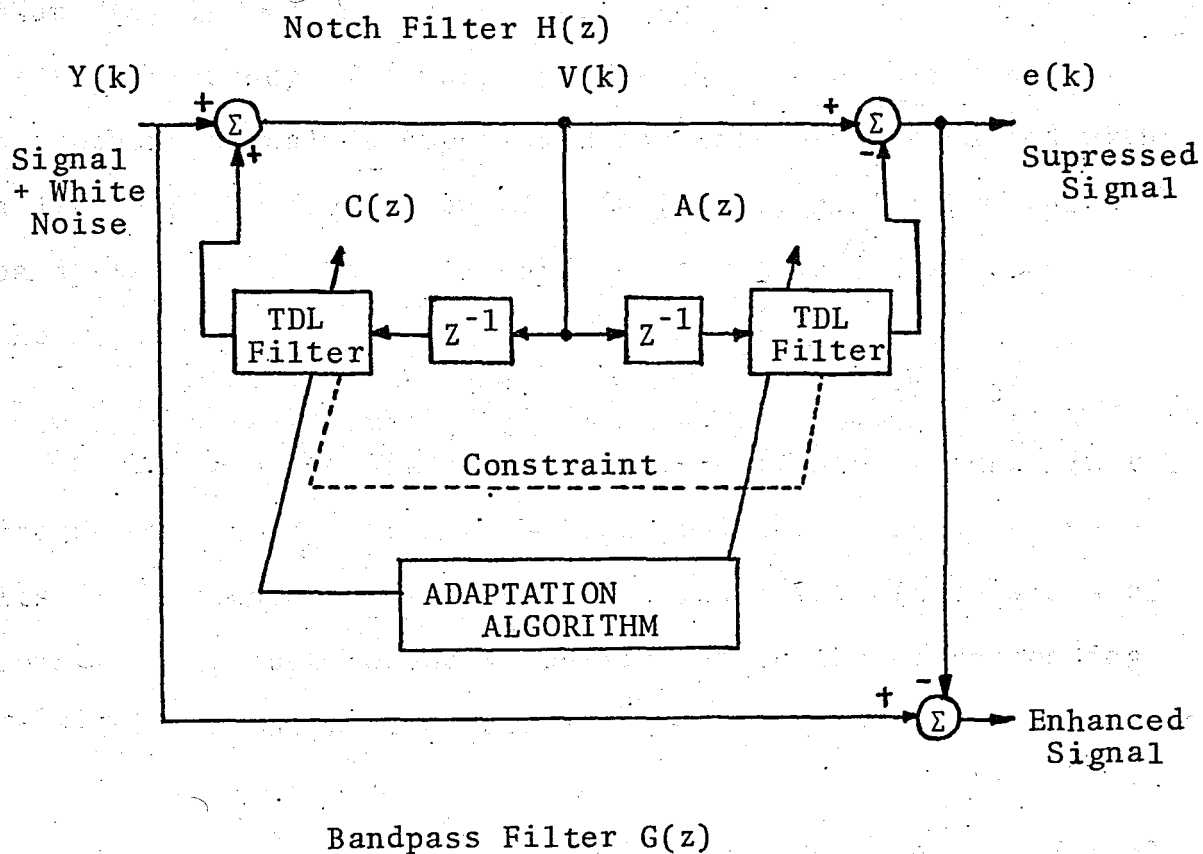 Notch Filter H(z)
Y(k)
V(k)
e(k)
+
Σ
+
+
Σ
-
Signal
+ White
Noise
Supressed
Signal
C(z)
A(z)
TDL
Filter
Z^-1
Z^-1
TDL
Filter
Constraint
ADAPTATION
ALGORITHM
-
+
Σ
Enhanced
Signal
Bandpass Filter G(z)